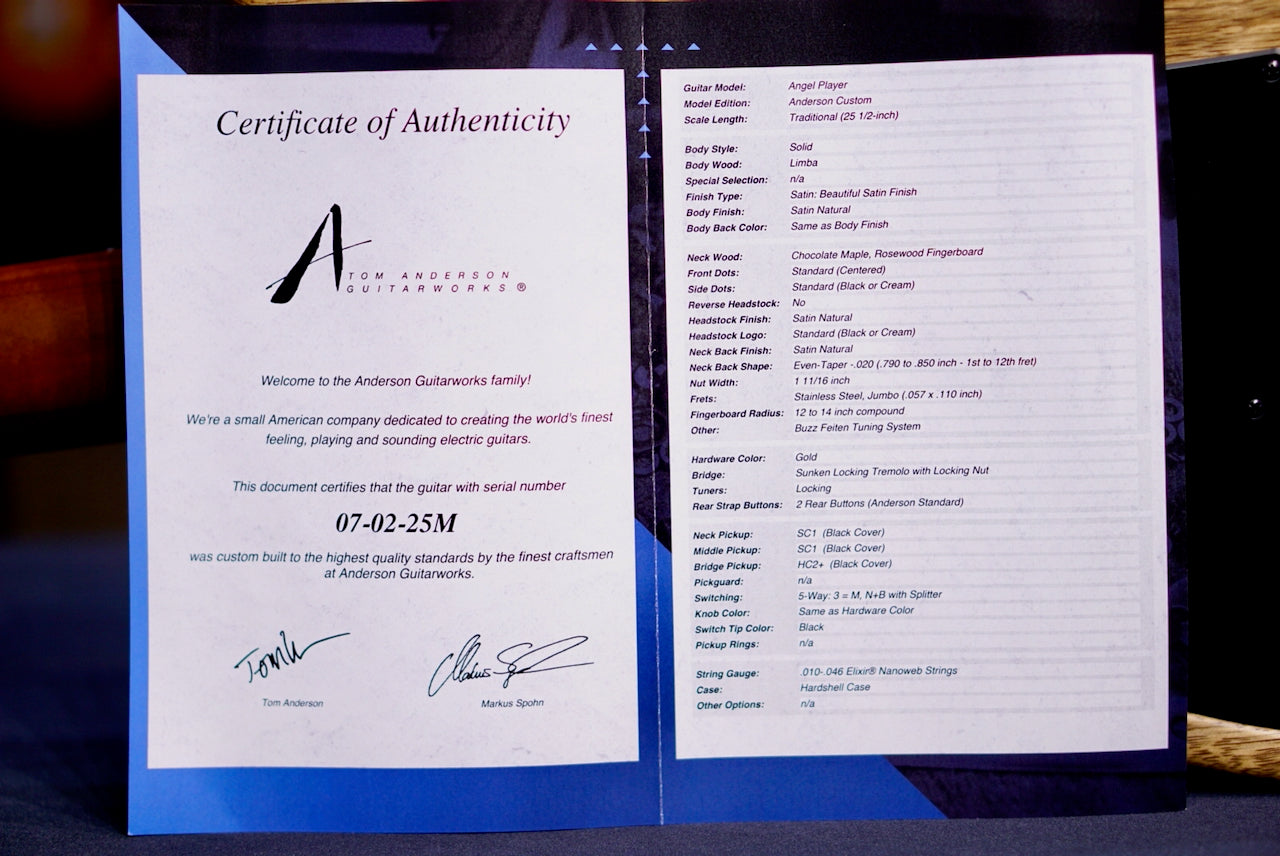 Certificate of Authenticity
A
TOM ANDERSON
GUITARWORKS ®
Welcome to the Anderson Guitarworks family!
We're a small American company dedicated to creating the world's finest
feeling, playing and sounding electric guitars.
This document certifies that the guitar with serial number
07-02-25M
was custom built to the highest quality standards by the finest craftsmen
at Anderson Guitarworks.
Tom Anderson
Markus Spohn
Guitar Model: Angel Player
Model Edition: Anderson Custom
Scale Length: Traditional (25 1/2-inch)
Body Style: Solid
Body Wood: Limba
Special Selection: n/a
Finish Type: Satin: Beautiful Satin Finish
Body Finish: Satin Natural
Body Back Color: Same as Body Finish
Neck Wood: Chocolate Maple, Rosewood Fingerboard
Front Dots: Standard (Centered)
Side Dots: Standard (Black or Cream)
Reverse Headstock: No
Headstock Finish: Satin Natural
Headstock Logo: Standard (Black or Cream)
Neck Back Finish: Satin Natural
Neck Back Shape: Even-Taper -.020 (.790 to .850 inch - 1st to 12th fret)
Nut Width: 1 11/16 inch
Frets: Stainless Steel, Jumbo (.057 x .110 inch)
Fingerboard Radius: 12 to 14 inch compound
Other: Buzz Feiten Tuning System
Hardware Color: Gold
Bridge: Sunken Locking Tremolo with Locking Nut
Tuners: Locking
Rear Strap Buttons: 2 Rear Buttons (Anderson Standard)
Neck Pickup: SC1 (Black Cover)
Middle Pickup: SC1 (Black Cover)
Bridge Pickup: HC2+ (Black Cover)
Pickguard: n/a
Switching: 5-Way: 3 = M, N+B with Splitter
Knob Color: Same as Hardware Color
Switch Tip Color: Black
Pickup Rings: n/a
String Gauge: .010-.046 Elixir® Nanoweb Strings
Case: Hardshell Case
Other Options: n/a